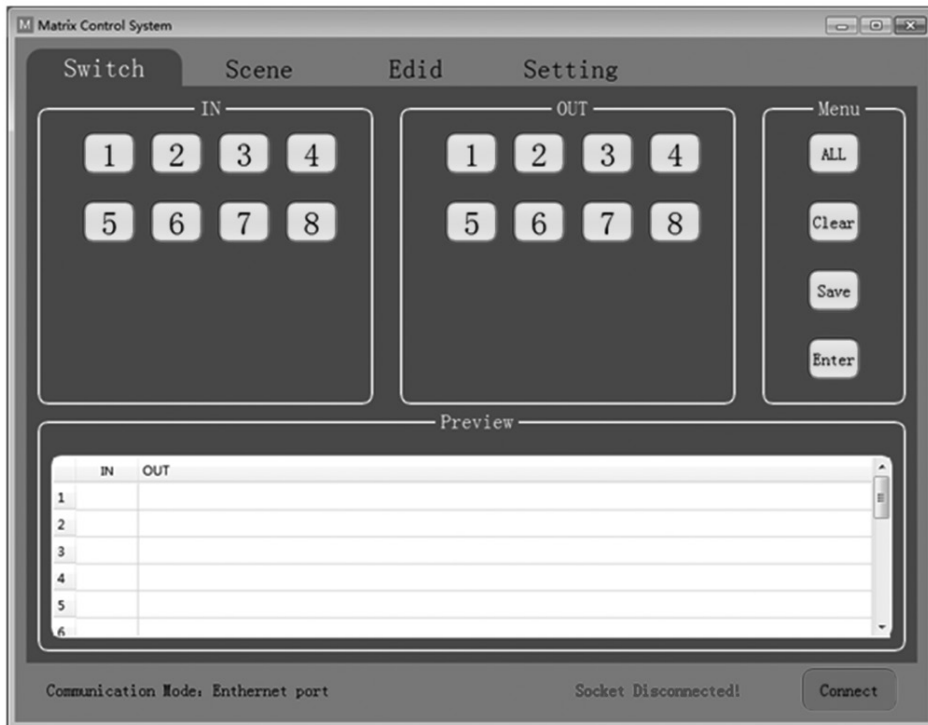 M Matrix Control System
Switch Scene Edid Setting
IN OUT Menu
1 2 3 4 1 2 3 4 ALL
5 6 7 8 5 6 7 8 Clear
Save
Enter
Preview
IN OUT
1
2
3
4
5
6
Communication Mode: Enthernet port Socket Disconnected! Connect